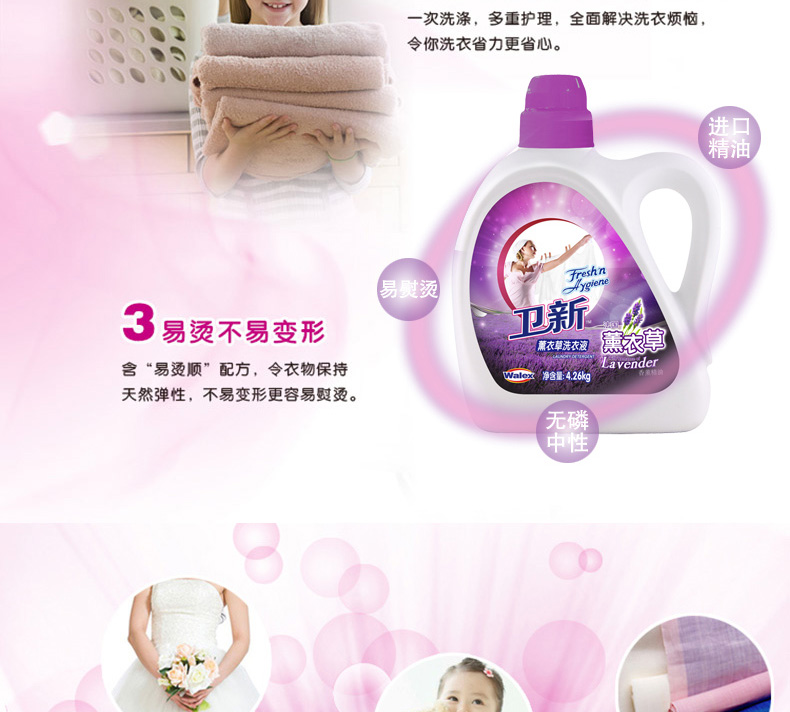 一次洗涤，多重护理，全面解决洗衣烦恼，
令你洗衣省力更省心。
进口
精油
易熨烫
Fresh'n
Hygiene
卫新
薰衣草洗衣液
LAUNDRY DETERGENT
薰衣草
Lavender
Walex
净含量: 4.26kg
无磷
中性
3 易烫不易变形
含“易烫顺”配方，令衣物保持
天然弹性，不易变形更容易熨烫。